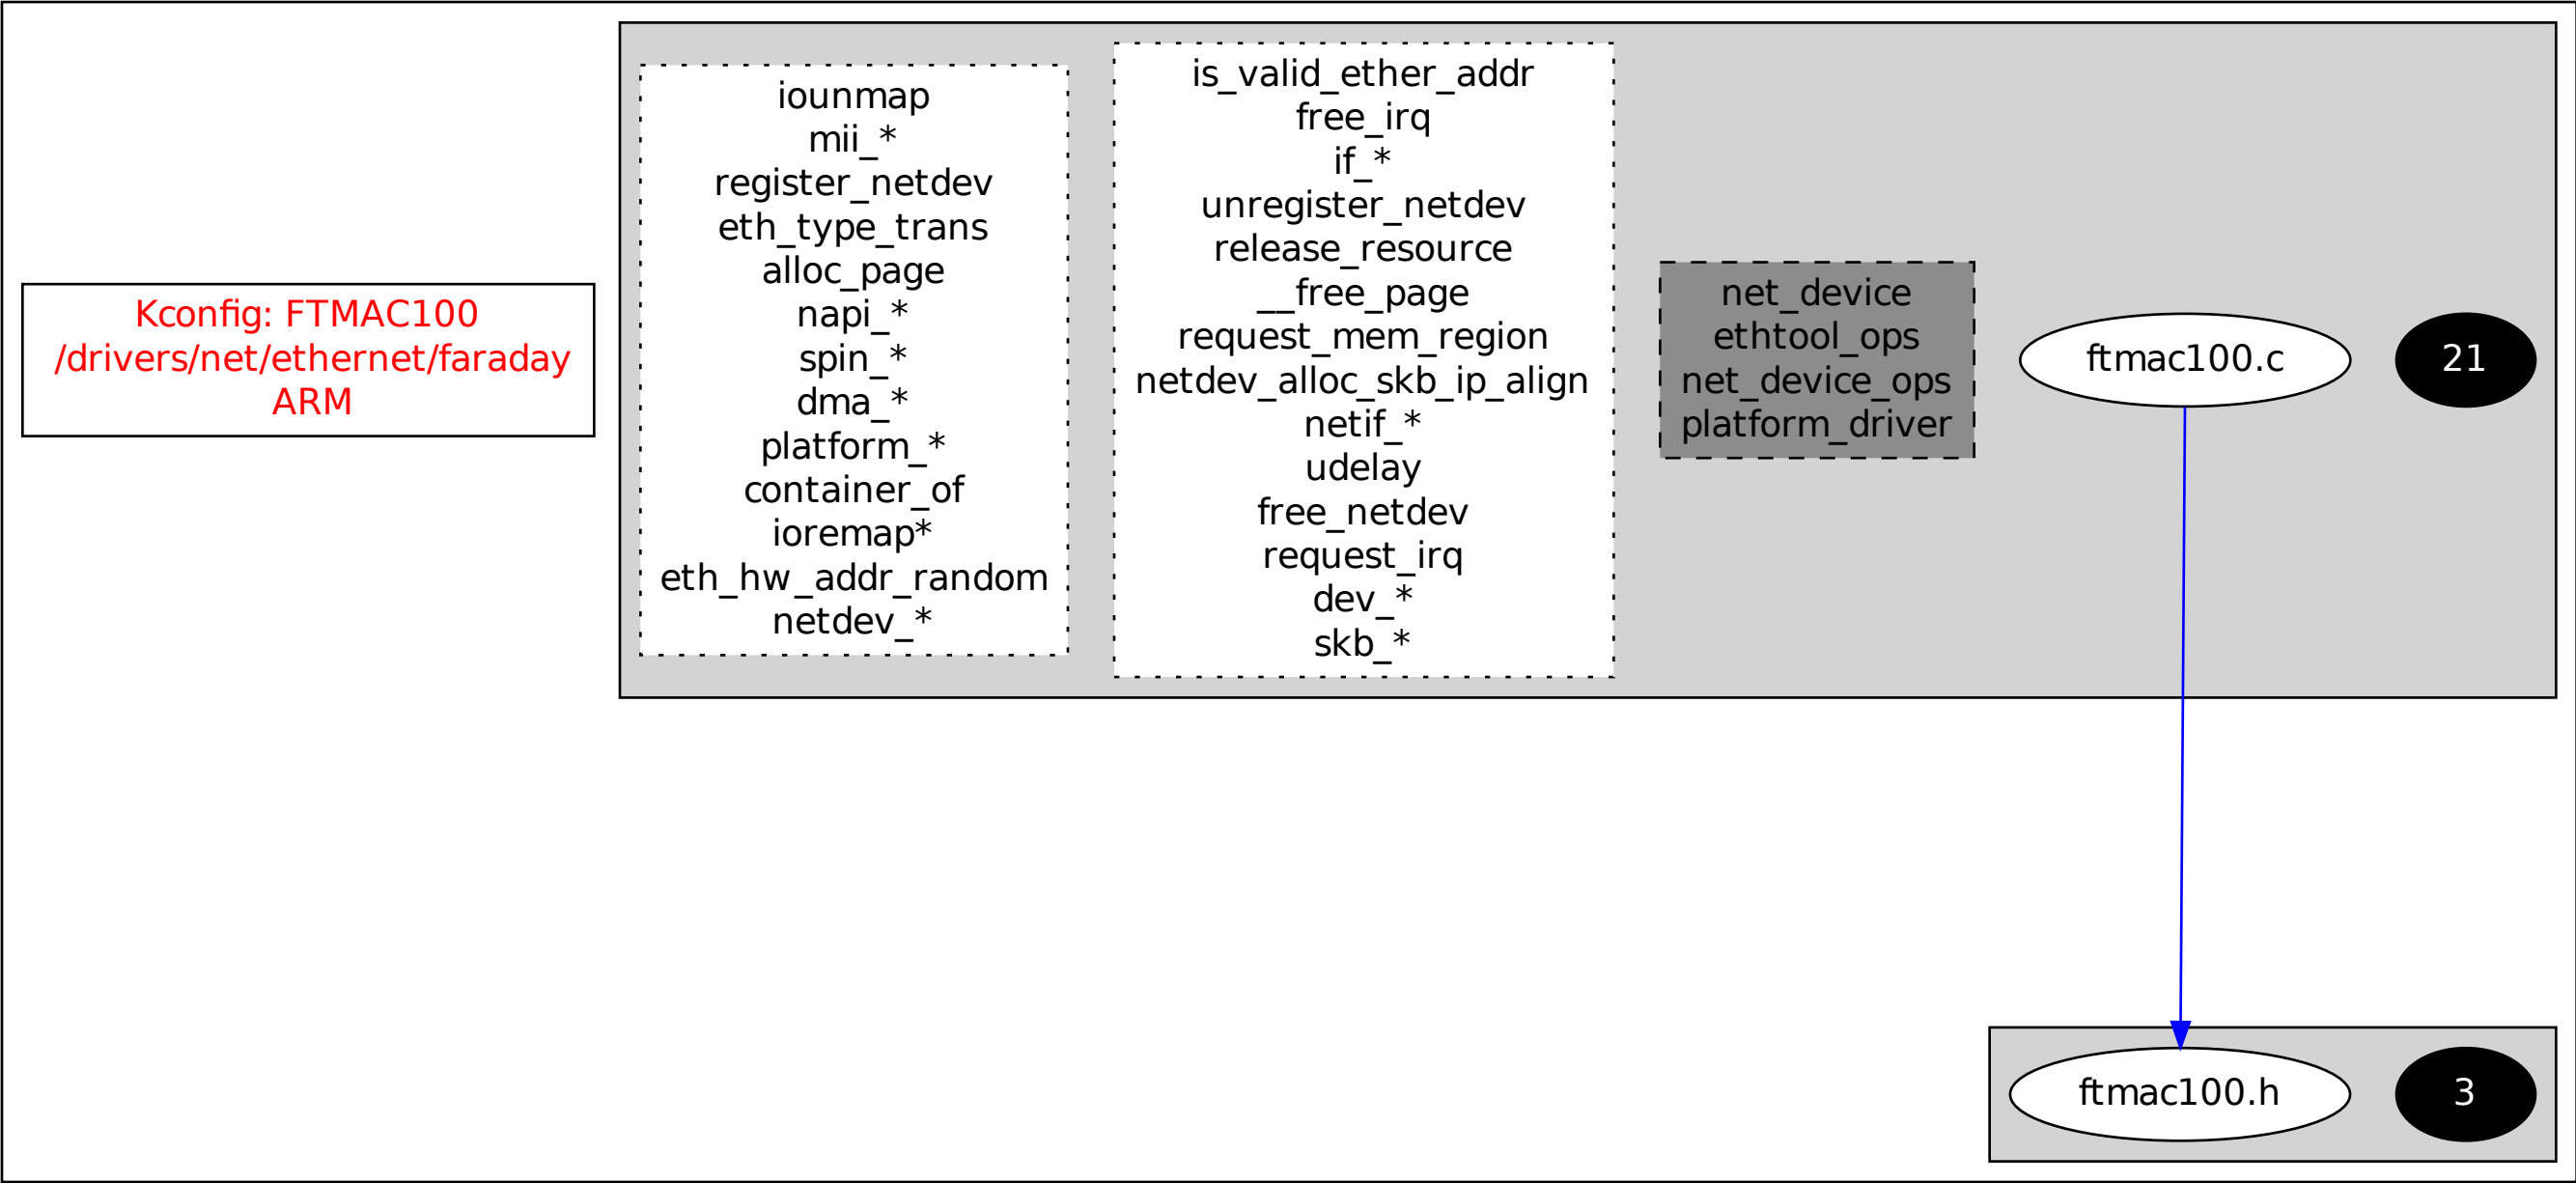 Kconfig: FTMAC100
/drivers/net/ethernet/faraday
ARM
iounmap
mii_*
register_netdev
eth_type_trans
alloc_page
napi_*
spin_*
dma_*
platform_*
container_of
ioremap*
eth_hw_addr_random
netdev_*
is_valid_ether_addr
free_irq
if_*
unregister_netdev
release_resource
__free_page
request_mem_region
netdev_alloc_skb_ip_align
netif_*
udelay
free_netdev
request_irq
dev_*
skb_*
net_device
ethtool_ops
net_device_ops
platform_driver
ftmac100.c
21
ftmac100.h
3